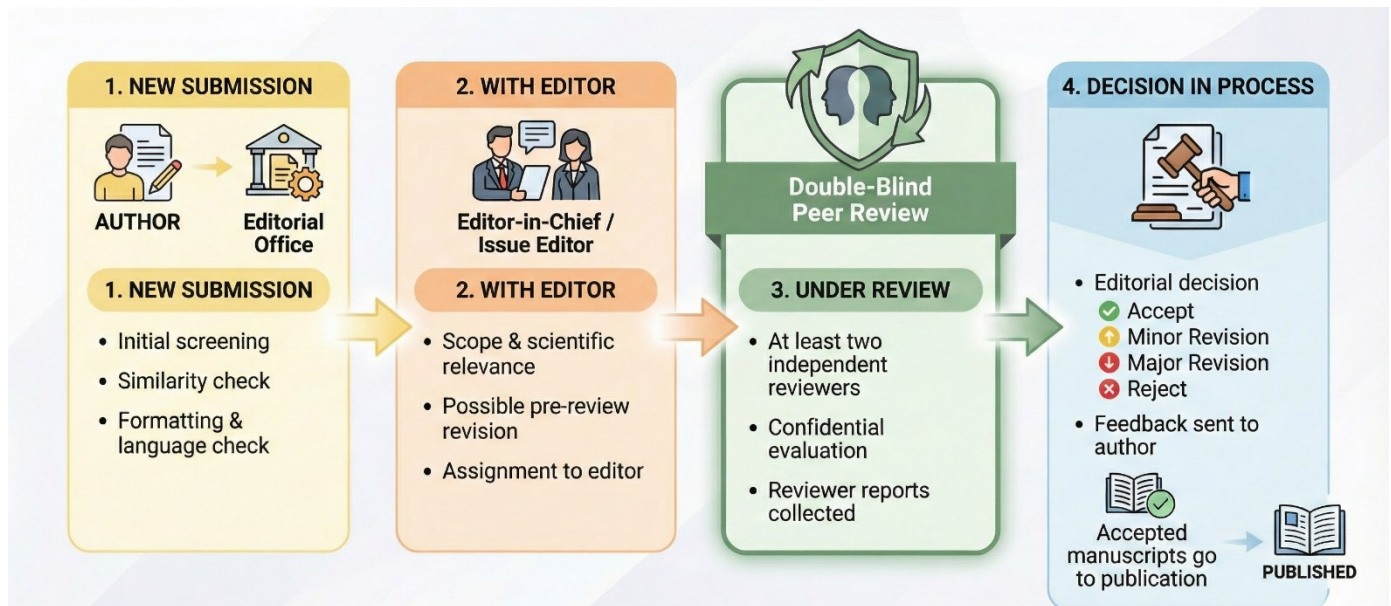 1. NEW SUBMISSION
AUTHOR
Editorial
Office
1. NEW SUBMISSION
• Initial screening
• Similarity check
• Formatting &
language check
2. WITH EDITOR
Editor-in-Chief /
Issue Editor
2. WITH EDITOR
• Scope & scientific
relevance
• Possible pre-review
revision
• Assignment to editor
Double-Blind
Peer Review
3. UNDER REVIEW
• At least two
independent
reviewers
• Confidential
evaluation
• Reviewer reports
collected
4. DECISION IN PROCESS
• Editorial decision
Accept
Minor Revision
Major Revision
Reject
• Feedback sent to
author
Accepted
manuscripts go
to publication
PUBLISHED